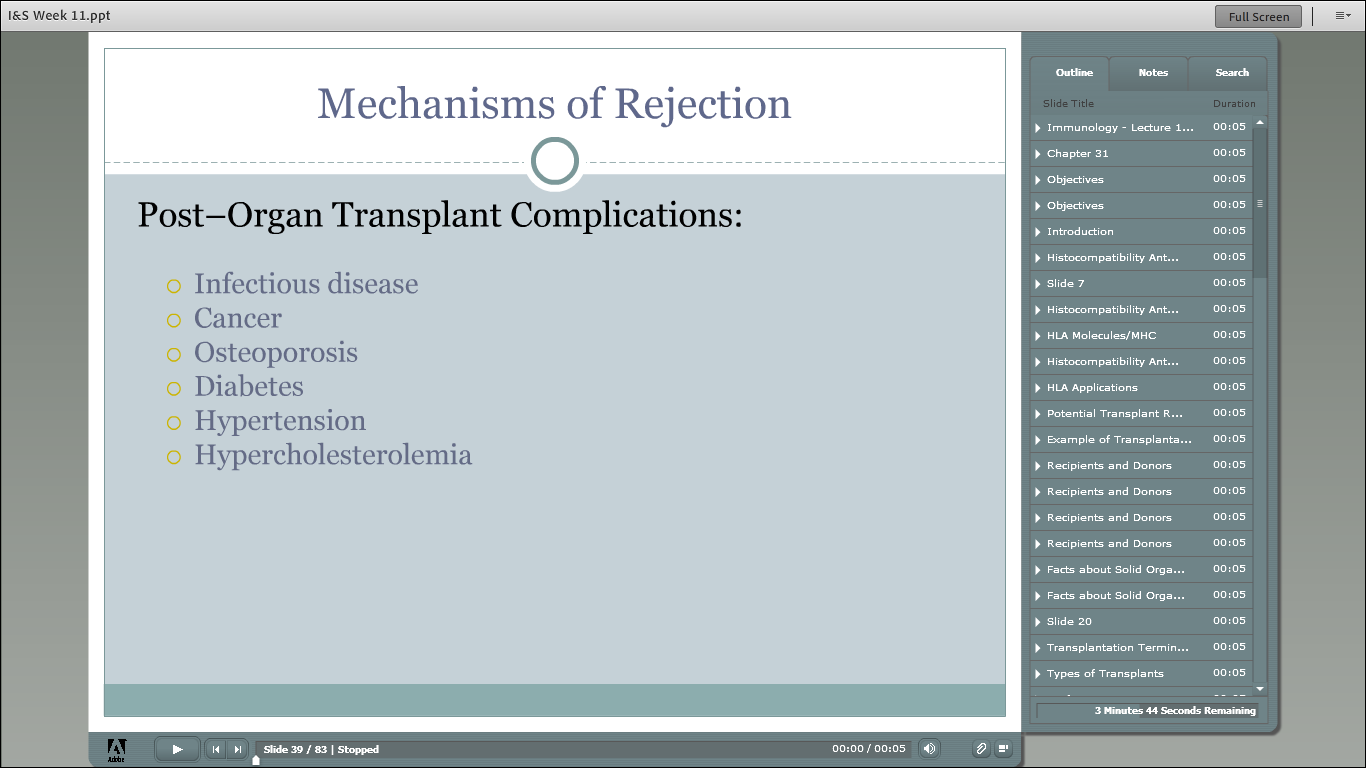 I&S Week 11.ppt
Full Screen
Mechanisms of Rejection
Post–Organ Transplant Complications:
Infectious disease
Cancer
Osteoporosis
Diabetes
Hypertension
Hypercholesterolemia
Outline Notes Search
Slide Title Duration
Immunology - Lecture 1... 00:05
Chapter 31 00:05
Objectives 00:05
Objectives 00:05
Introduction 00:05
Histocompatibility Ant... 00:05
Slide 7 00:05
Histocompatibility Ant... 00:05
HLA Molecules/MHC 00:05
Histocompatibility Ant... 00:05
HLA Applications 00:05
Potential Transplant R... 00:05
Example of Transplanta... 00:05
Recipients and Donors 00:05
Recipients and Donors 00:05
Recipients and Donors 00:05
Recipients and Donors 00:05
Facts about Solid Orga... 00:05
Facts about Solid Orga... 00:05
Slide 20 00:05
Transplantation Termin... 00:05
Types of Transplants 00:05
3 Minutes 44 Seconds Remaining
Adobe
Slide 39 / 83 | Stopped
00:00 / 00:05